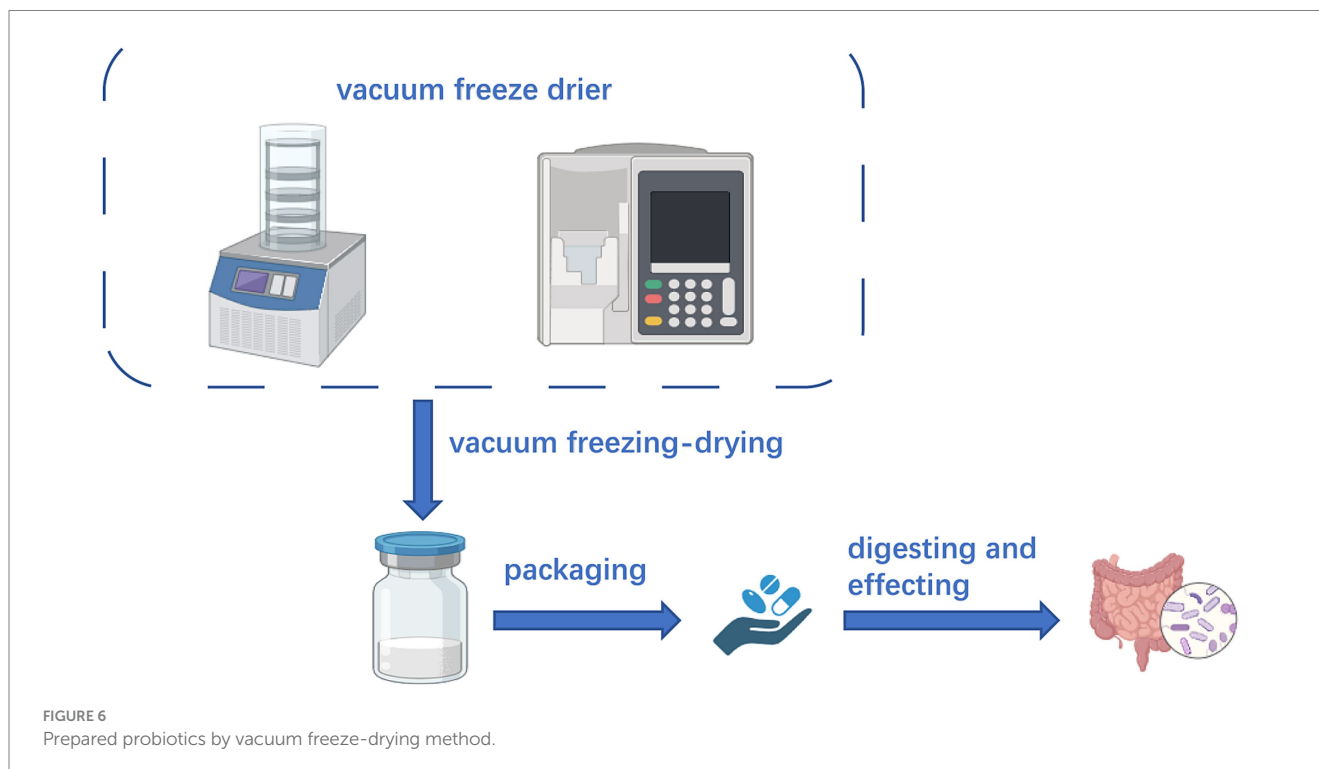 vacuum freeze drier
vacuum freezing-drying
packaging
digesting and
effecting
FIGURE 6
Prepared probiotics by vacuum freeze-drying method.